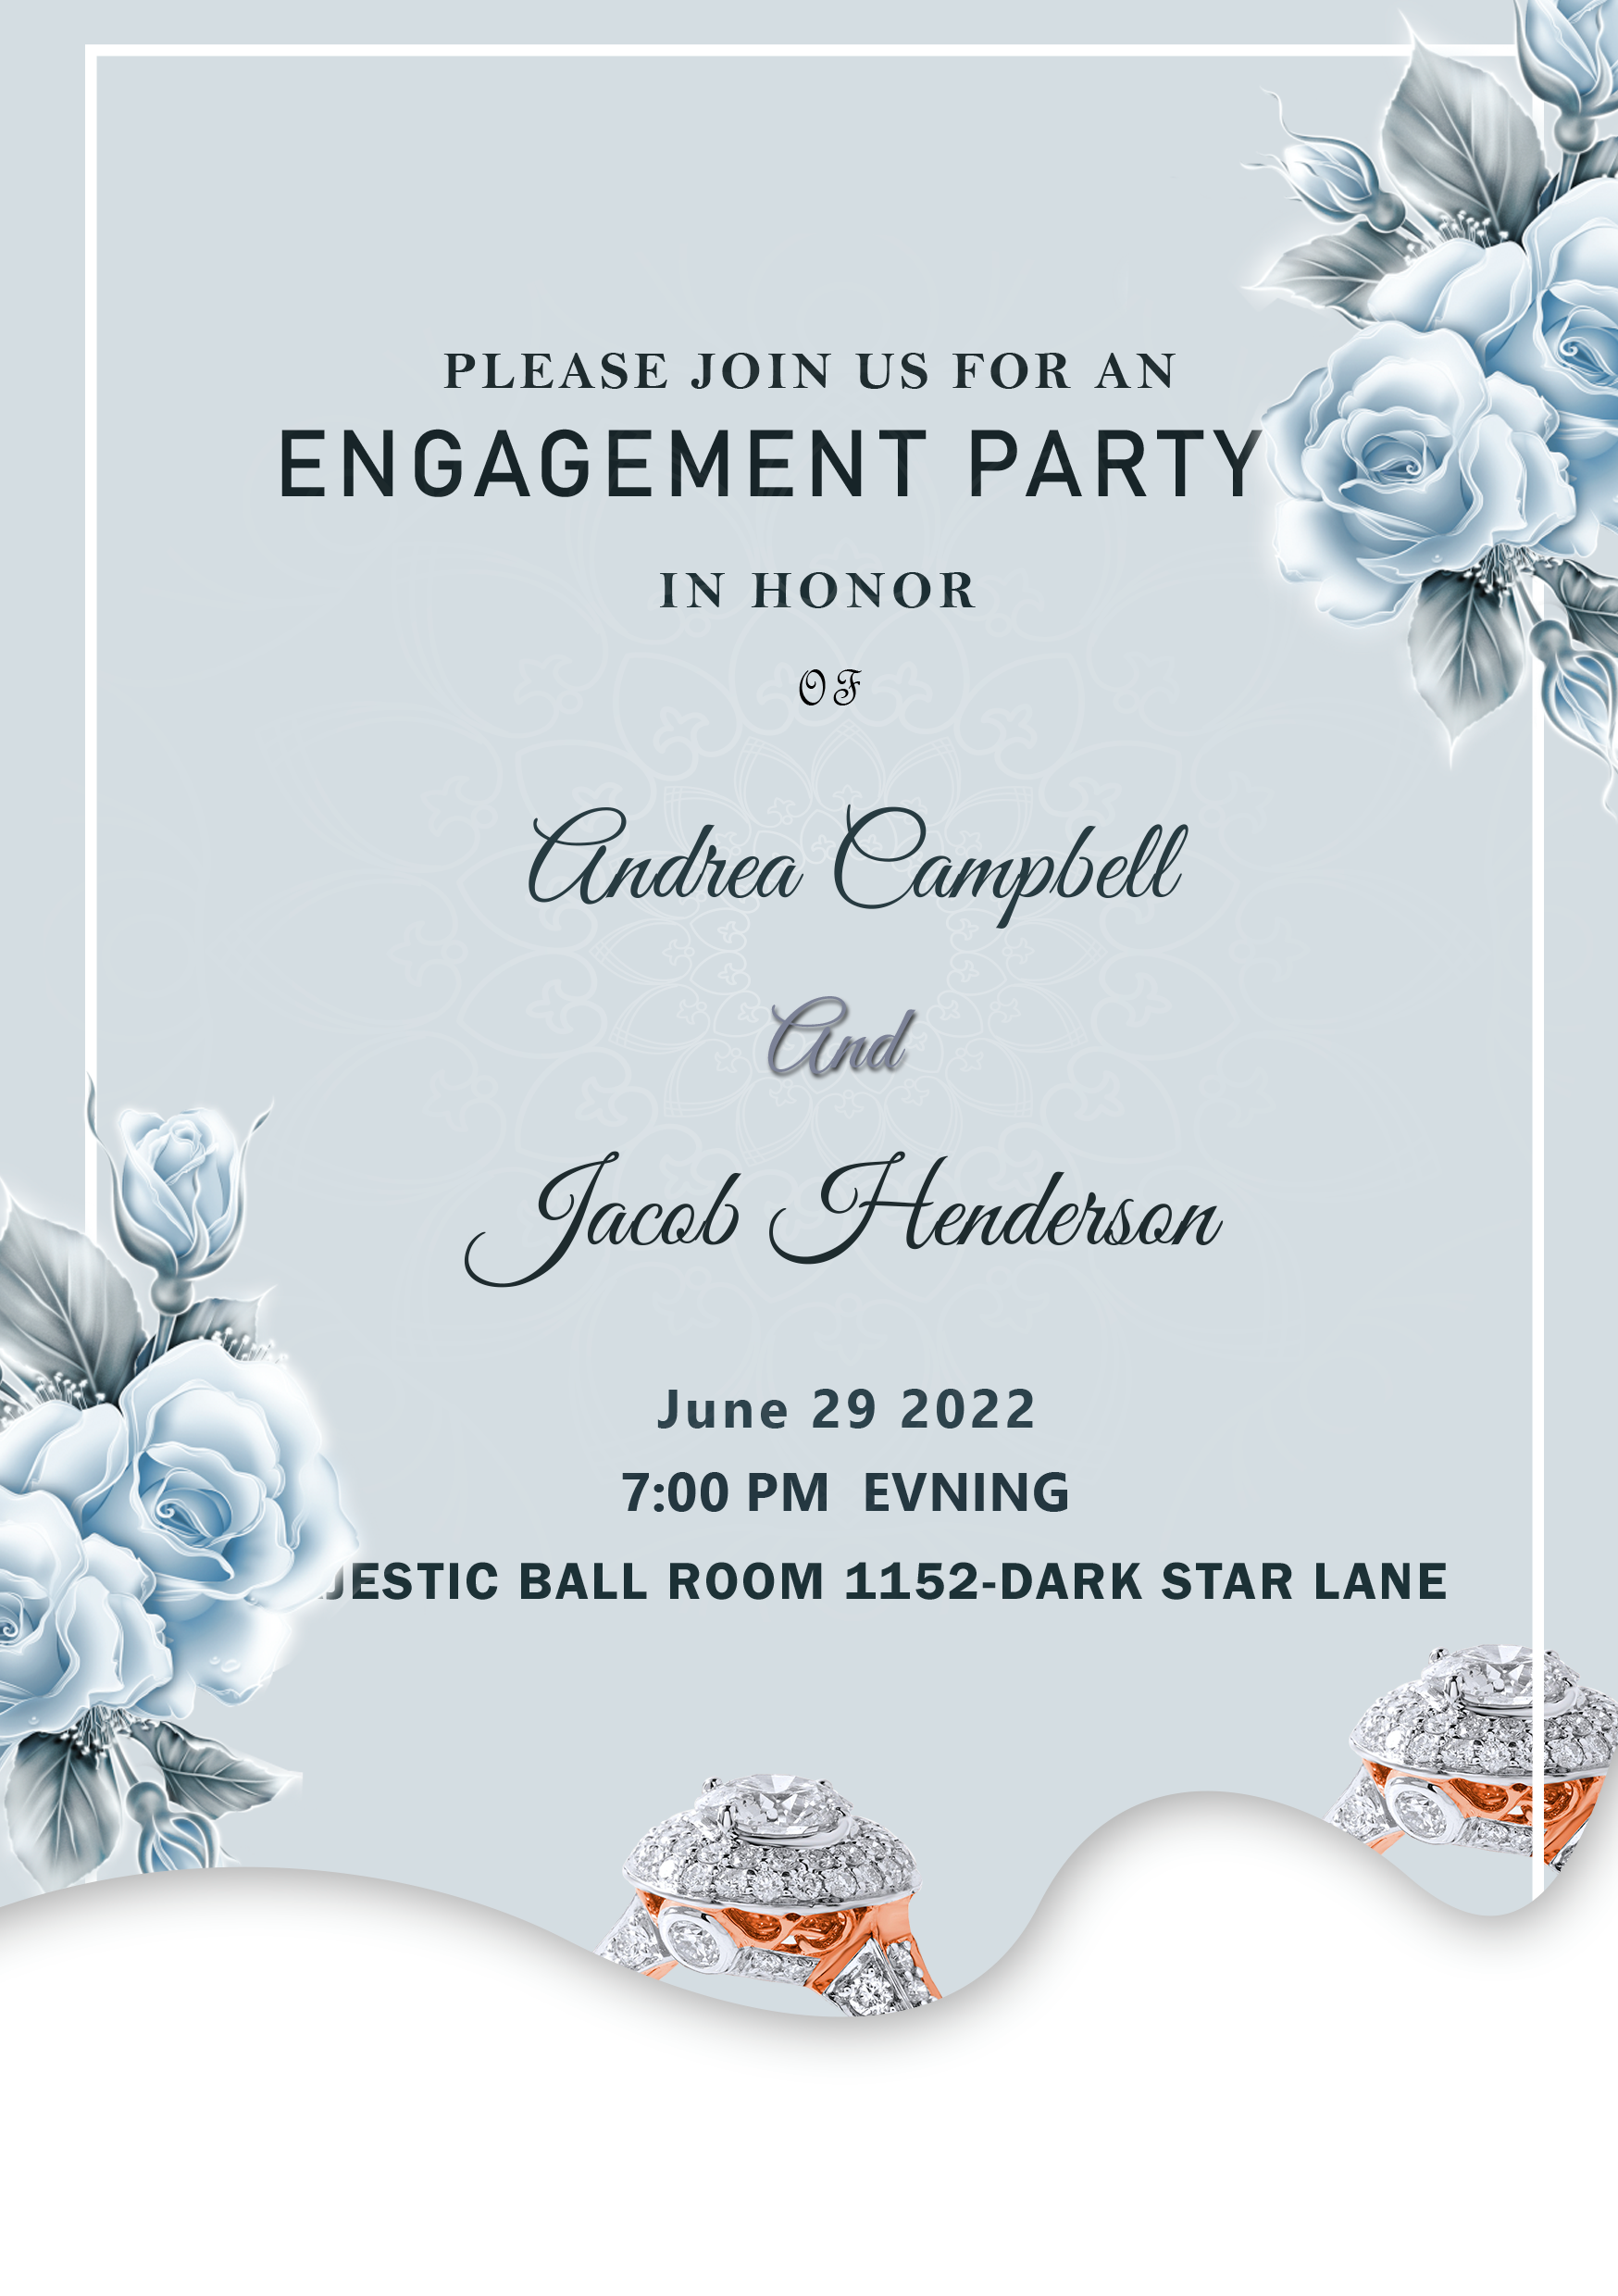 PLEASE JOIN US FOR AN
ENGAGEMENT PARTY
IN HONOR
OF
Andrea Campbell
And
Jacob Henderson
June 29 2022
7:00 PM EVNING
JESTIC BALL ROOM 1152-DARK STAR LANE